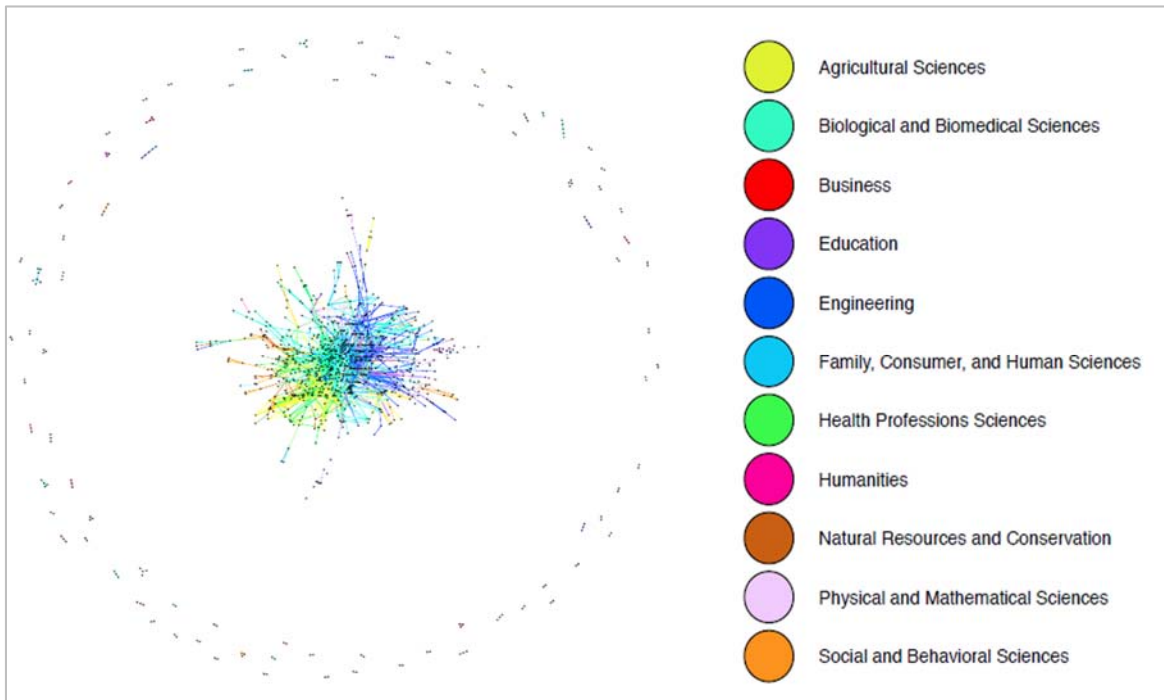 Agricultural Sciences
Biological and Biomedical Sciences
Business
Education
Engineering
Family, Consumer, and Human Sciences
Health Professions Sciences
Humanities
Natural Resources and Conservation
Physical and Mathematical Sciences
Social and Behavioral Sciences